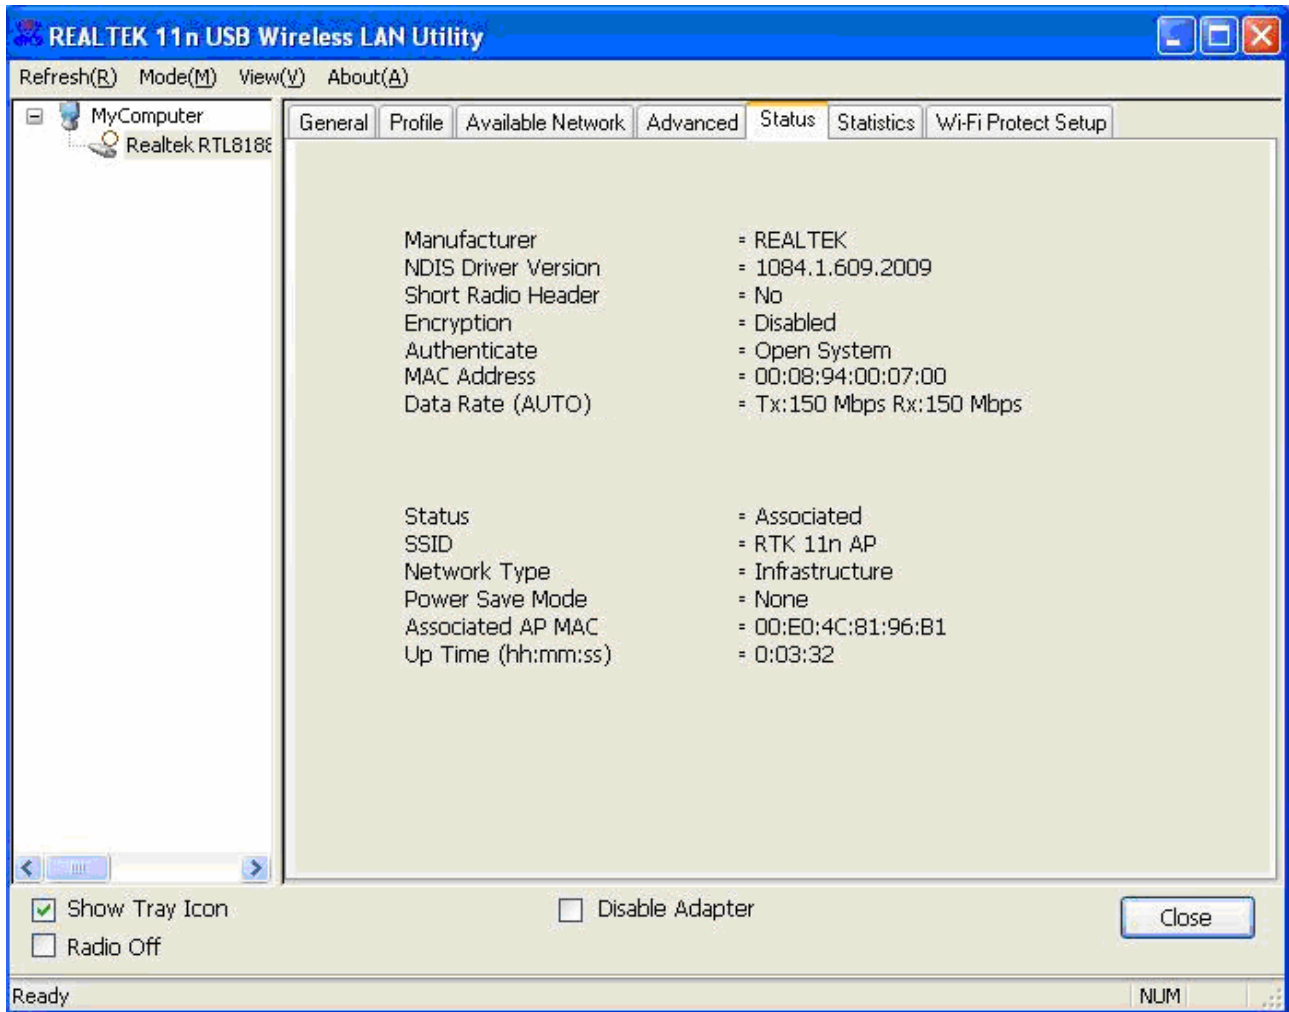 REALTEK 11n USB Wireless LAN Utility
Refresh(R) Mode(M) View(V) About(A)
MyComputer
Realtek RTL8188
General Profile Available Network Advanced Status Statistics Wi-Fi Protect Setup
Manufacturer = REALTEK
NDIS Driver Version = 1084.1.609.2009
Short Radio Header = No
Encryption = Disabled
Authenticate = Open System
MAC Address = 00:08:94:00:07:00
Data Rate (AUTO) = Tx:150 Mbps Rx:150 Mbps
Status = Associated
SSID = RTK 11n AP
Network Type = Infrastructure
Power Save Mode = None
Associated AP MAC = 00:E0:4C:81:96:B1
Up Time (hh:mm:ss) = 0:03:32
Show Tray Icon Disable Adapter
Close
Radio Off
Ready NUM